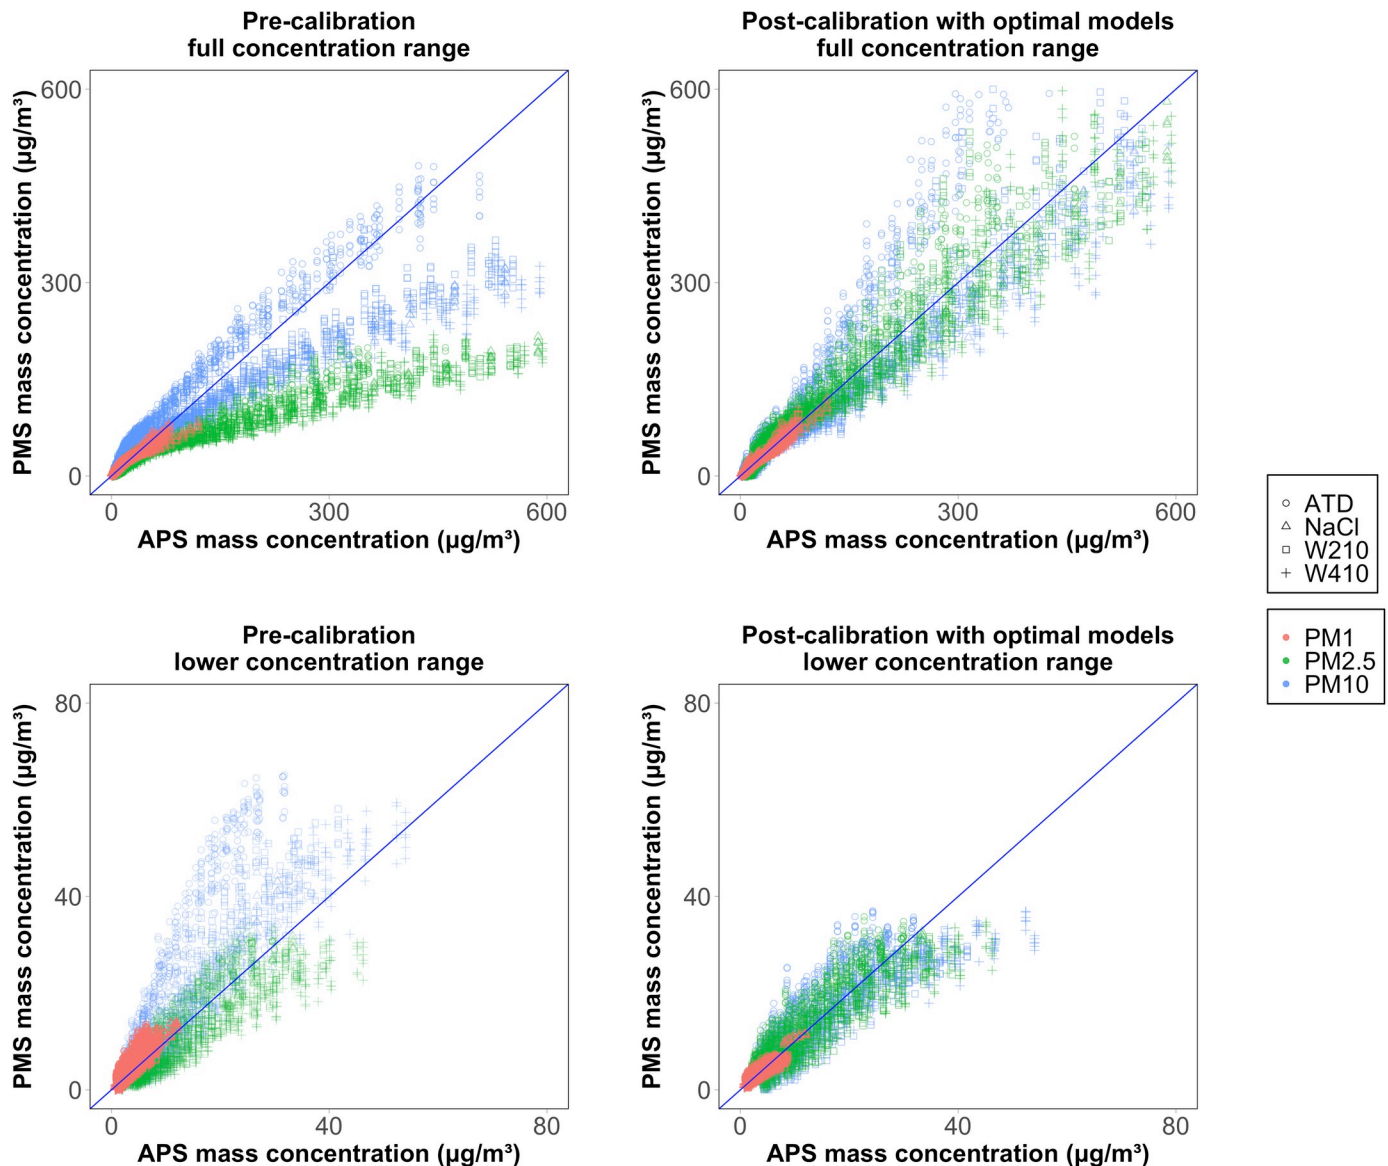 Pre-calibration
full concentration range
PMS mass concentration (µg/m³)
600
300
0
0 300 600
APS mass concentration (µg/m³)
Post-calibration with optimal models
full concentration range
PMS mass concentration (µg/m³)
600
300
0
0 300 600
APS mass concentration (µg/m³)
ATD
NaCl
W210
W410
PM1
PM2.5
PM10
Pre-calibration
lower concentration range
PMS mass concentration (µg/m³)
80
40
0
0 40 80
APS mass concentration (µg/m³)
Post-calibration with optimal models
lower concentration range
PMS mass concentration (µg/m³)
80
40
0
0 40 80
APS mass concentration (µg/m³)